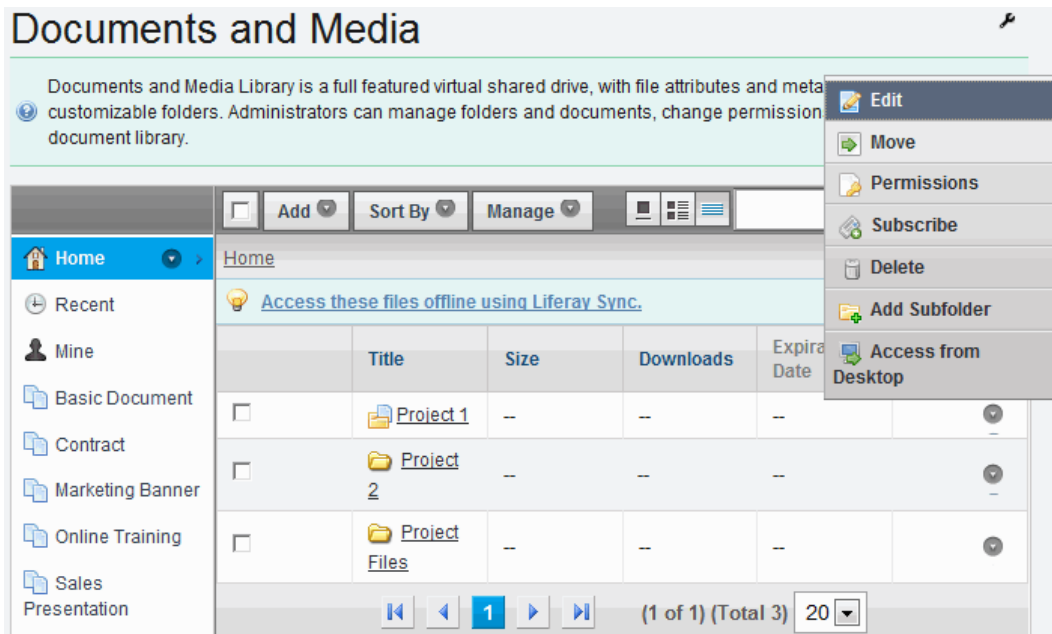 Documents and Media
Documents and Media Library is a full featured virtual shared drive, with file attributes and meta
customizable folders. Administrators can manage folders and documents, change permission
document library.
Edit
Move
Permissions
Subscribe
Delete
Add Subfolder
Access from
Desktop
Add
Sort By
Manage
Home
Recent
Mine
Basic Document
Contract
Marketing Banner
Online Training
Sales
Presentation
Home
Access these files offline using Liferay Sync.
Title Size Downloads Expira
Date
Project 1 -- -- --
Project
2 -- -- --
Project
Files -- -- --
1 (1 of 1) (Total 3) 20